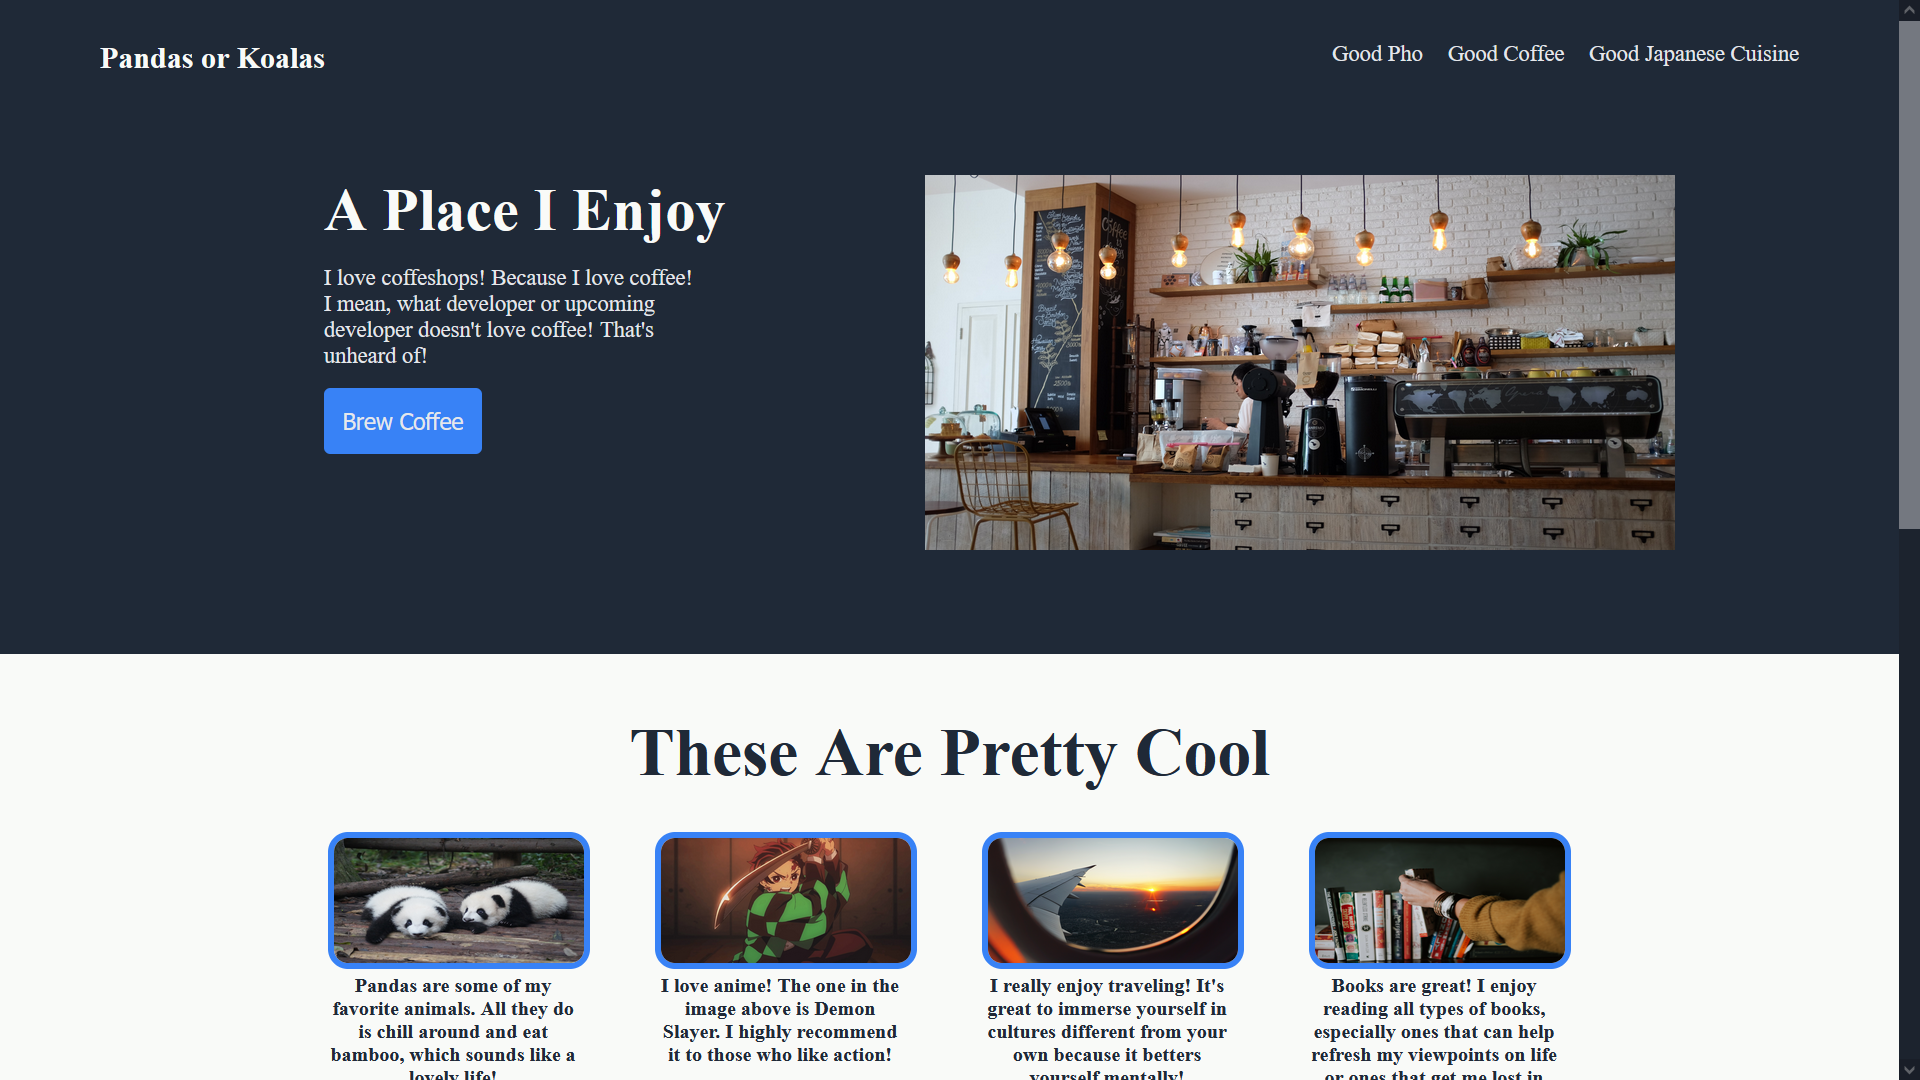 Pandas or Koalas
Good Pho Good Coffee Good Japanese Cuisine
A Place I Enjoy
I love coffeshops! Because I love coffee!
I mean, what developer or upcoming
developer doesn't love coffee! That's
unheard of!
Brew Coffee
These Are Pretty Cool
Pandas are some of my
favorite animals. All they do
is chill around and eat
bamboo, which sounds like a
lovely life!
I love anime! The one in the
image above is Demon
Slayer. I highly recommend
it to those who like action!
I really enjoy traveling! It's
great to immerse yourself in
cultures different from your
own because it betters
yourself mentally!
Books are great! I enjoy
reading all types of books,
especially ones that can help
refresh my viewpoints on life
or ones that get me lost in